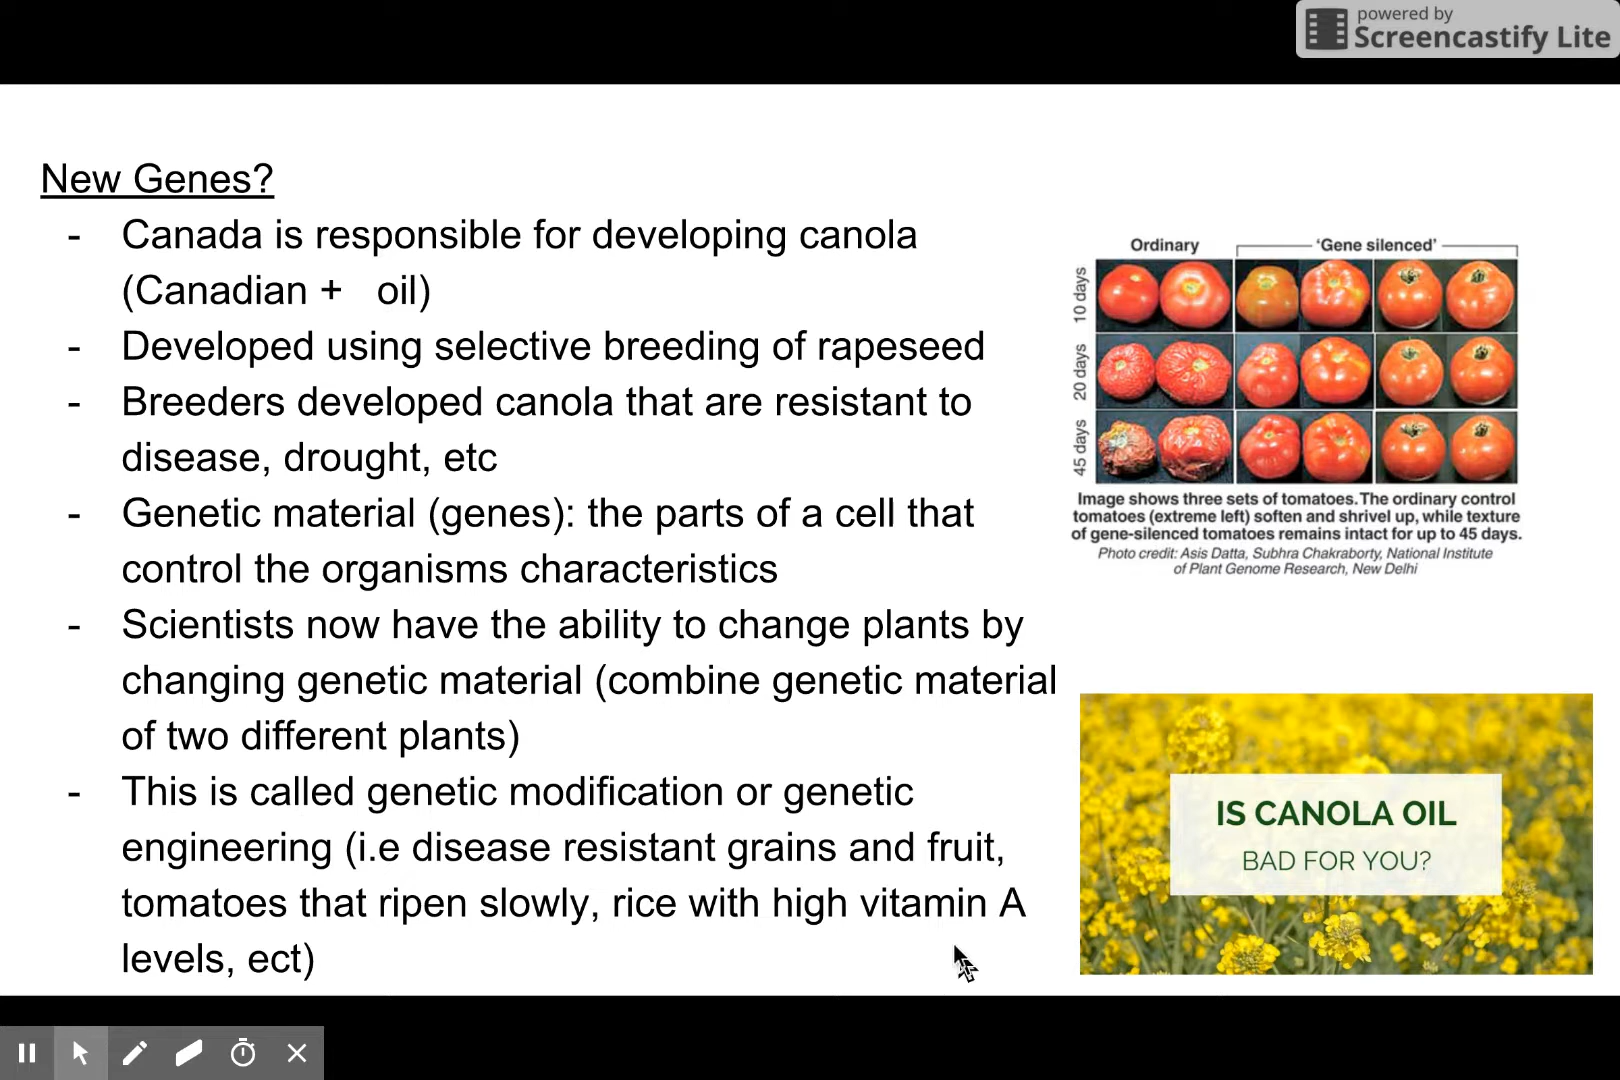 powered by
Screencastify Lite
New Genes?
- Canada is responsible for developing canola
(Canadian + oil)
- Developed using selective breeding of rapeseed
- Breeders developed canola that are resistant to
disease, drought, etc
- Genetic material (genes): the parts of a cell that
control the organisms characteristics
- Scientists now have the ability to change plants by
changing genetic material (combine genetic material
of two different plants)
- This is called genetic modification or genetic
engineering (i.e disease resistant grains and fruit,
tomatoes that ripen slowly, rice with high vitamin A
levels, ect)
Ordinary
‘Gene silenced’
10 days
20 days
45 days
Image shows three sets of tomatoes. The ordinary control
tomatoes (extreme left) soften and shrivel up, while texture
of gene-silenced tomatoes remains intact for up to 45 days.
Photo credit: Asis Datta, Subhra Chakraborty, National Institute
of Plant Genome Research, New Delhi
IS CANOLA OIL
BAD FOR YOU?